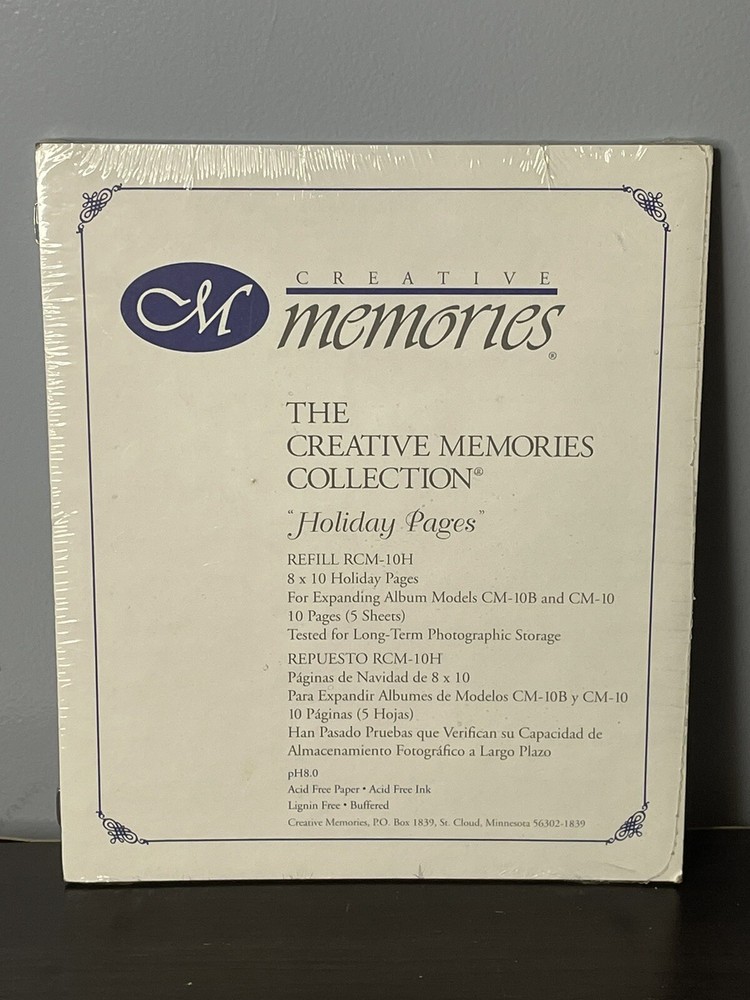 CM
CREATIVE
memories®
THE
CREATIVE MEMORIES
COLLECTION®
"Holiday Pages"
REFILL RCM-10H
8 x 10 Holiday Pages
For Expanding Album Models CM-10B and CM-10
10 Pages (5 Sheets)
Tested for Long-Term Photographic Storage
REPUESTO RCM-10H
Páginas de Navidad de 8 x 10
Para Expandir Albumes de Modelos CM-10B y CM-10
10 Páginas (5 Hojas)
Han Pasado Pruebas que Verifican su Capacidad de
Almacenamiento Fotográfico a Largo Plazo
pH8.0
Acid Free Paper • Acid Free Ink
Lignin Free • Buffered
Creative Memories, P.O. Box 1839, St. Cloud, Minnesota 56302-1839